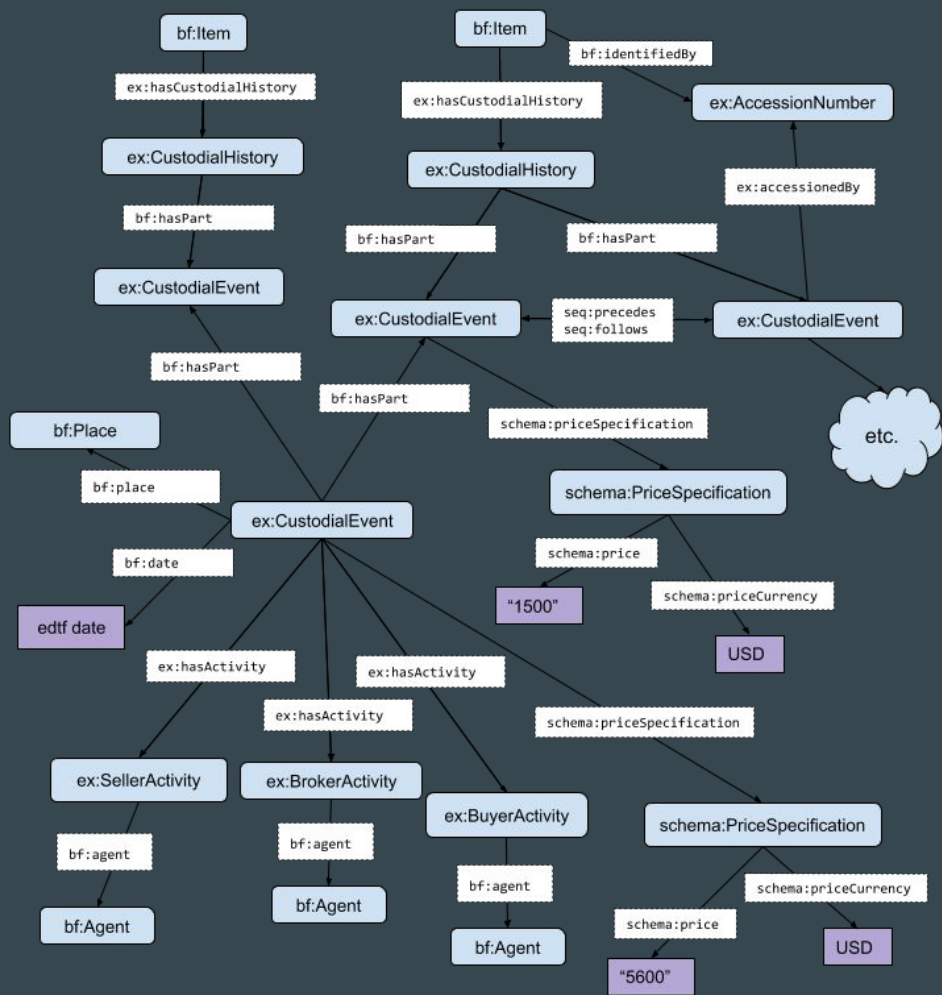 bf:Item
bf:Item
bf:identifiedBy
ex:hasCustodialHistory
ex:hasCustodialHistory
ex:AccessionNumber
ex:CustodialHistory
ex:CustodialHistory
ex:accessionedBy
bf:hasPart
bf:hasPart
bf:hasPart
ex:CustodialEvent
ex:CustodialEvent
seq:precedes
seq:follows
ex:CustodialEvent
bf:hasPart
bf:hasPart
bf:Place
schema:priceSpecification
etc.
bf:place
schema:PriceSpecification
ex:CustodialEvent
bf:date
schema:price
"1500"
schema:priceCurrency
edtf date
USD
ex:hasActivity
ex:hasActivity
ex:hasActivity
schema:priceSpecification
ex:SellerActivity
ex:BrokerActivity
ex:BuyerActivity
schema:PriceSpecification
bf:agent
bf:agent
bf:agent
schema:priceCurrency
bf:Agent
bf:Agent
bf:Agent
schema:price
USD
"5600"